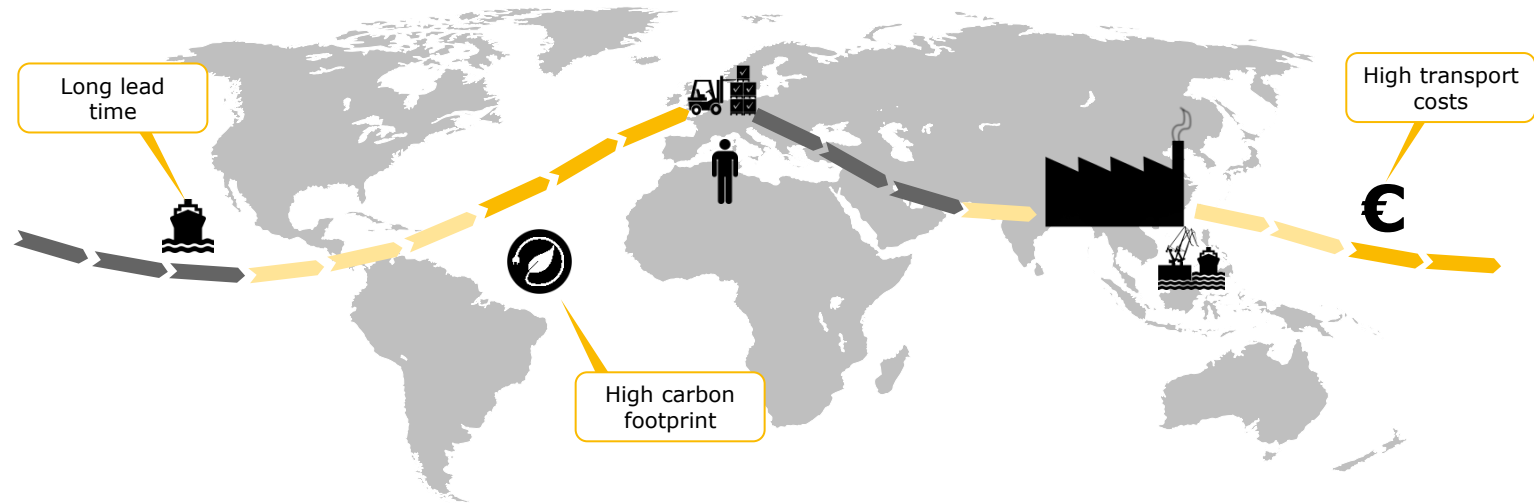 Long lead
time
High transport
costs
€
High carbon
footprint